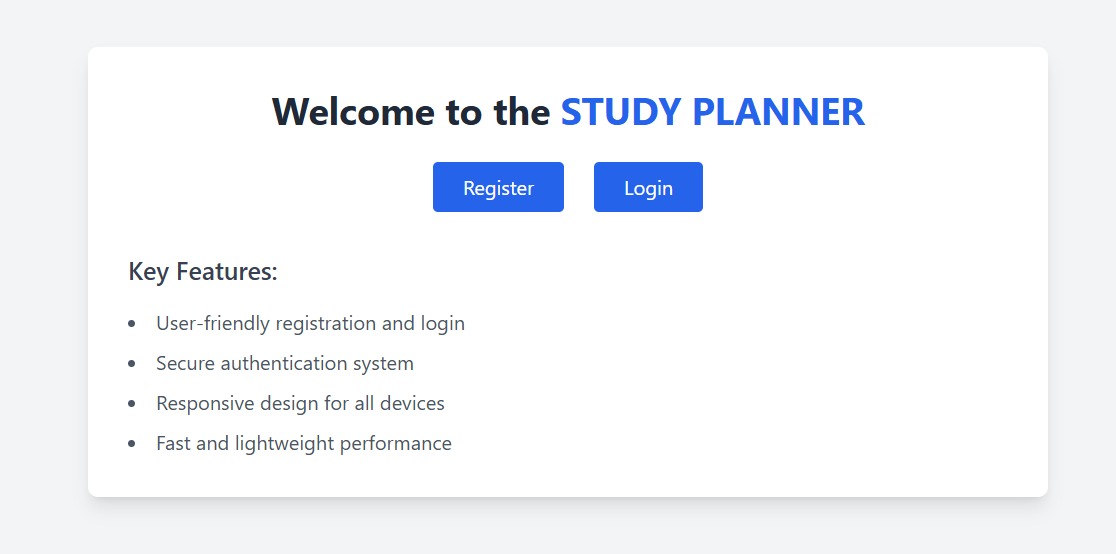 Welcome to the STUDY PLANNER
Register Login
Key Features:
• User-friendly registration and login
• Secure authentication system
• Responsive design for all devices
• Fast and lightweight performance